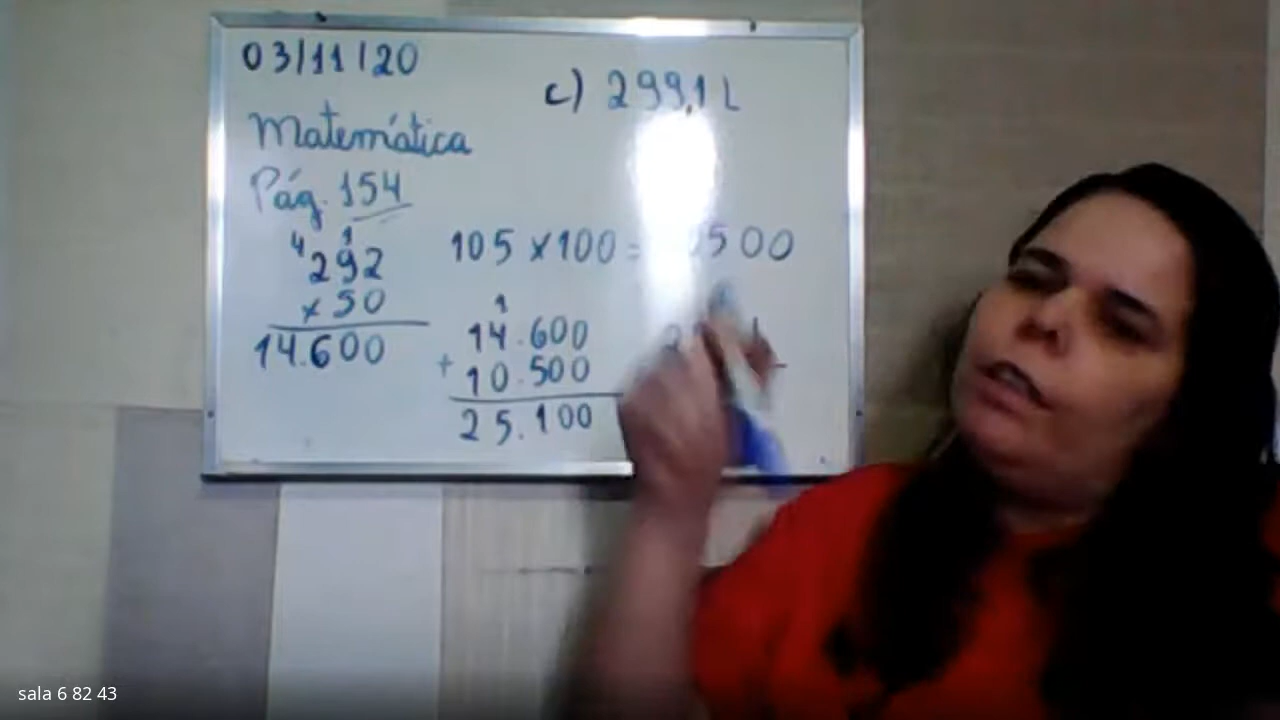 03/11/20
c) 299,1 L
Matemática
Pág. 154
4 1
292
x 50
14.600
105 x 100 = 500
1
14.600
+ 10.500
25.100
sala 6 82 43